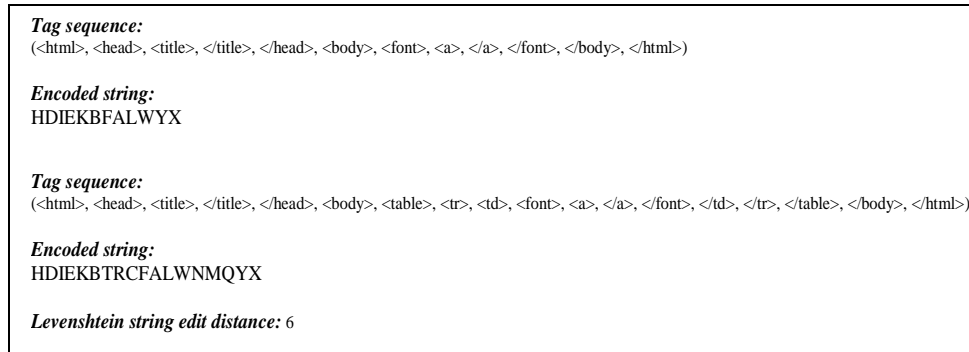 Tag sequence:
(<html>, <head>, <title>, </title>, </head>, <body>, <font>, <a>, </a>, </font>, </body>, </html>)
Encoded string:
HDIEKBFALWYX
Tag sequence:
(<html>, <head>, <title>, </title>, </head>, <body>, <table>, <tr>, <td>, <font>, <a>, </a>, </font>, </td>, </tr>, </table>, </body>, </html>)
Encoded string:
HDIEKBTRCFALWNMQYX
Levenshtein string edit distance: 6